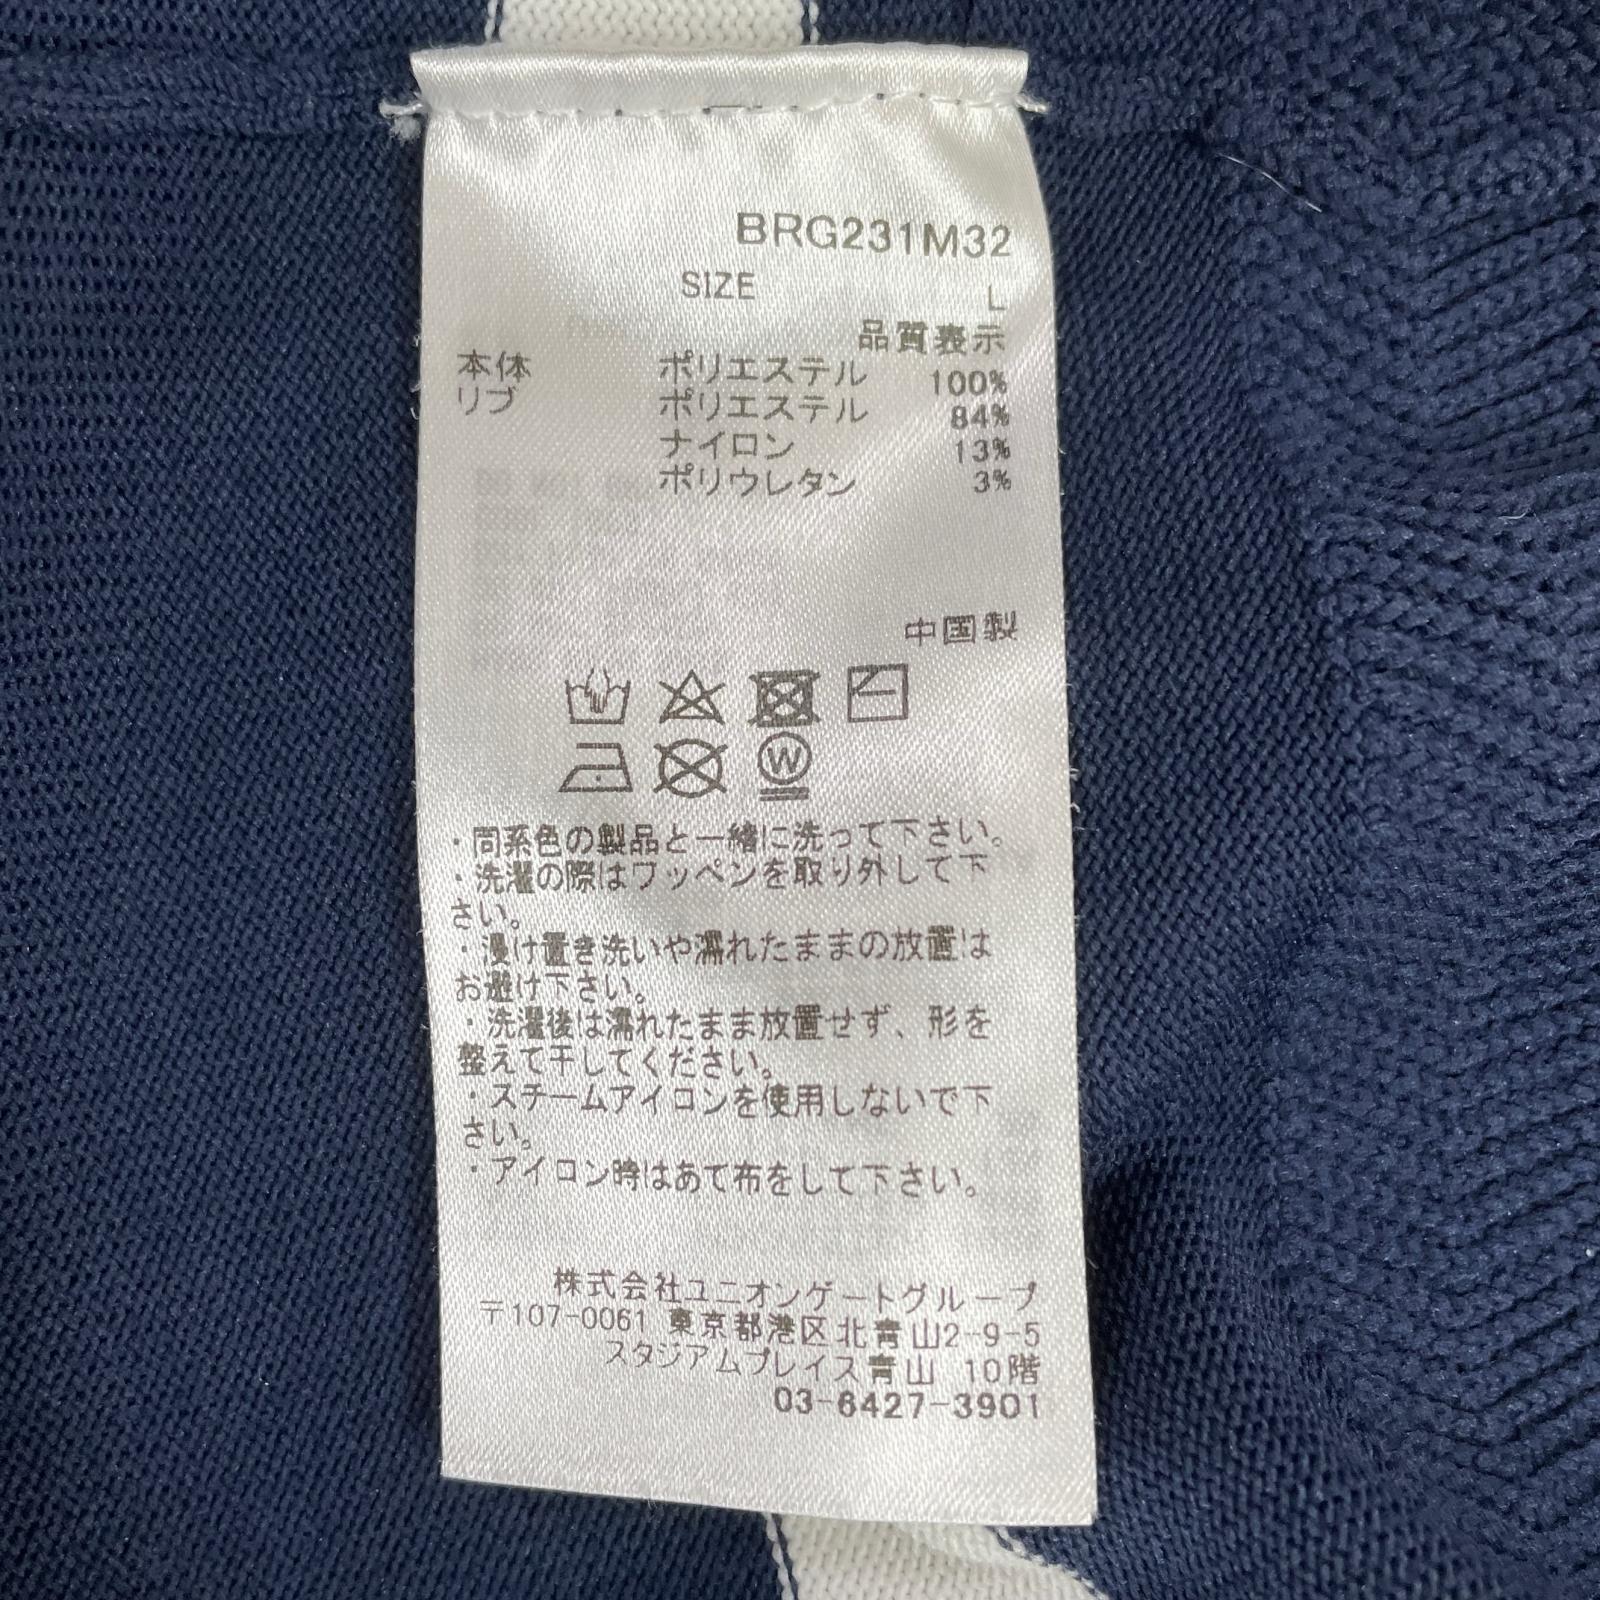 BRG231M32
SIZE L
品質表示
本体 ポリエステル 100%
リブ ポリエステル 84%
ナイロン 13%
ポリウレタン 3%
中国製
W
・同系色の製品と一緒に洗って下さい。
・洗濯の際はワッペンを取り外して下
さい。
・浸け置き洗いや濡れたままの放置は
お避け下さい。
・洗濯後は濡れたまま放置せず、形を
整えて干してください。
・スチームアイロンを使用しないで下
さい。
・アイロン時はあて布をして下さい。
株式会社ユニオンゲートグループ
〒107-0061 東京都港区北青山2-9-5
スタジアムプレイス青山 10階
03-6427-3901